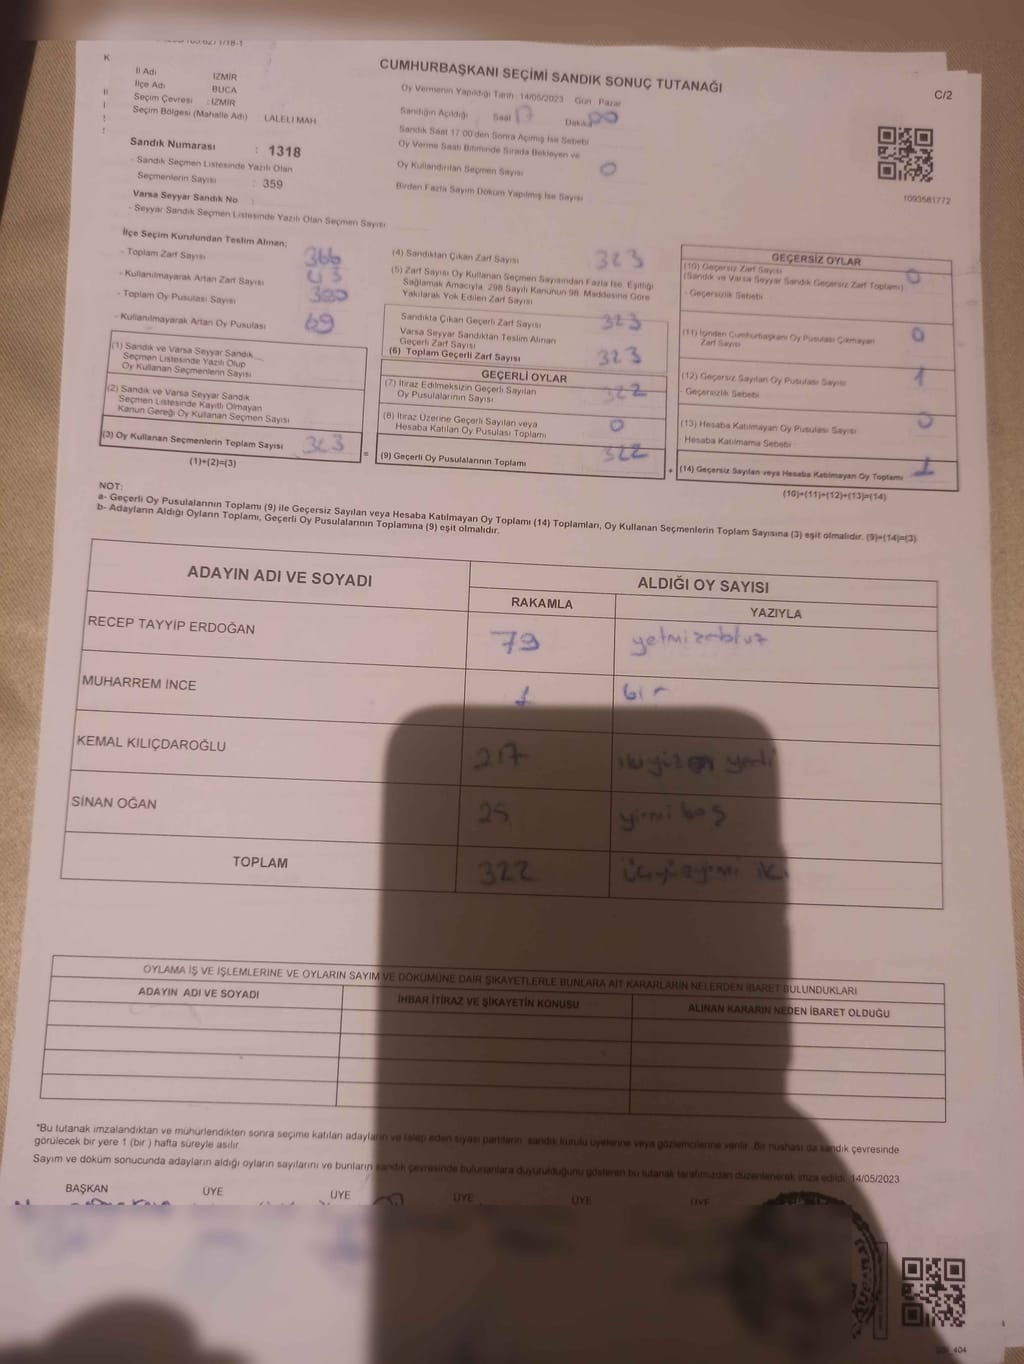 K
CUMHURBAŞKANI SEÇİMİ SANDIK SONUÇ TUTANAĞI
C/2
İl Adı İZMİR
İlçe Adı BUCA
Seçim Çevresi : İZMİR
Seçim Bölgesi (Mahalle Adı) LALELİ MAH
Oy Vermenin Yapıldığı Tarih :14/05/2023 Gün Pazar
Sandığın Açıldığı Saat 17 Dakika 00
Sandık Saat 17:00'den Sonra Açımış İse Sebebi
Oy Verme Saati Bitiminde Sırada Bekleyen ve
Oy Kullandırılan Seçmen Sayısı 0
Birden Fazla Sayım Döküm Yapılmış İse Sayısı
1093581772
Sandık Numarası : 1318
- Sandık Seçmen Listesinde Yazılı Olan
Seçmenlerin Sayısı : 359
Varsa Seyyar Sandık No :
- Seyyar Sandık Seçmen Listesinde Yazılı Olan Seçmen Sayısı
İlçe Seçim Kurulundan Teslim Alınan;
- Toplam Zarf Sayısı 366
- Kullanılmayarak Artan Zarf Sayısı 43
- Toplam Oy Pusulası Sayısı
- Kullanılmayarak Artan Oy Pusulası 69
(1) Sandık ve Varsa Seyyar Sandık
Seçmen Listesinde Yazılı Olup
Oy Kullanan Seçmenlerin Sayısı
(2) Sandık ve Varsa Seyyar Sandık
Seçmen Listesinde Kayıtlı Olmayan
Kanun Gereği Oy Kullanan Seçmen Sayısı
(3) Oy Kullanan Seçmenlerin Toplam Sayısı 323
(1)+(2)=(3)
(4) Sandıktan Çıkan Zarf Sayısı 323
(5) Zarf Sayısı Oy Kullanan Seçmen Sayısından Fazla İse, Eşitliği
Sağlamak Amacıyla, 298 Sayılı Kanunun 98. Maddesine Göre
Yakılarak Yok Edilen Zarf Sayısı
Sandıkta Çıkan Geçerli Zarf Sayısı 323
Varsa Seyyar Sandıktan Teslim Alınan
Geçerli Zarf Sayısı
(6) Toplam Geçerli Zarf Sayısı 323
GEÇERLİ OYLAR
(7) İtiraz Edilmeksizin Geçerli Sayılan
Oy Pusulalarının Sayısı 322
(8) İtiraz Üzerine Geçerli Sayılan veya
Hesaba Katılan Oy Pusulası Toplamı 0
=
(9) Geçerli Oy Pusulalarının Toplamı 322
+
GEÇERSİZ OYLAR
(10) Geçersiz Zarf Sayısı 0
(Sandık ve Varsa Seyyar Sandık Geçersiz Zarf Toplamı)
- Geçersizlik Sebebi
(11) İçinden Cumhurbaşkanı Oy Pusulası Çıkmayan
Zarf Sayısı 0
(12) Geçersiz Sayılan Oy Pusulası Sayısı 1
- Geçersizlik Sebebi
(13) Hesaba Katılmayan Oy Pusulası Sayısı 0
Hesaba Katılmama Sebebi
(14) Geçersiz Sayılan veya Hesaba Katılmayan Oy Toplamı 1
(10)+(11)+(12)+(13)=(14)
NOT:
a- Geçerli Oy Pusulalarının Toplamı (9) ile Geçersiz Sayılan veya Hesaba Katılmayan Oy Toplamı (14) Toplamları, Oy Kullanan Seçmenlerin Toplam Sayısına (3) eşit olmalıdır. (9)+(14)=(3)
b- Adayların Aldığı Oyların Toplamı, Geçerli Oy Pusulalarının Toplamına (9) eşit olmalıdır.
ADAYIN ADI VE SOYADI ALDIĞI OY SAYISI
RAKAMLA YAZIYLA
RECEP TAYYİP ERDOĞAN 79
MUHARREM İNCE 1 bir
KEMAL KILIÇDAROĞLU 217 ikiyüz on yedi
SİNAN OĞAN 25 yirmi beş
TOPLAM 322 üçyüzyirmi iki
OYLAMA İŞ VE İŞLEMLERİNE VE OYLARIN SAYIM VE DÖKÜMÜNE DAİR ŞİKAYETLERLE BUNLARA AİT KARARLARIN NELERDEN İBARET BULUNDUKLARI
ADAYIN ADI VE SOYADI İHBAR İTİRAZ VE ŞİKAYETİN KONUSU ALINAN KARARIN NEDEN İBARET OLDUĞU
*Bu tutanak imzalandıktan ve mühürlendikten sonra seçime katılan adayların ve talep eden siyasi partilerin sandık kurulu üyelerine veya gözlemcilerine verilir. Bir nüshası da sandık çevresinde
görülecek bir yere 1 (bir ) hafta süreyle asılır.
Sayım ve döküm sonucunda adayların aldığı oyların sayılarını ve bunların sandık çevresinde bulunanlara duyurulduğunu gösteren bu tutanak tarafımızdan düzenlenerek imza edildi. 14/05/2023
BAŞKAN ÜYE ÜYE ÜYE ÜYE ÜYE